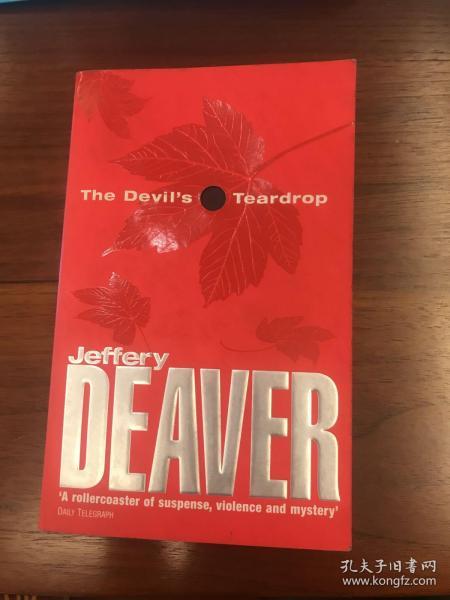 The Devil's Teardrop
Jeffery
DEAVER
'A rollercoaster of suspense, violence and mystery'
DAILY TELEGRAPH
孔夫子旧书网
www.kongfz.com